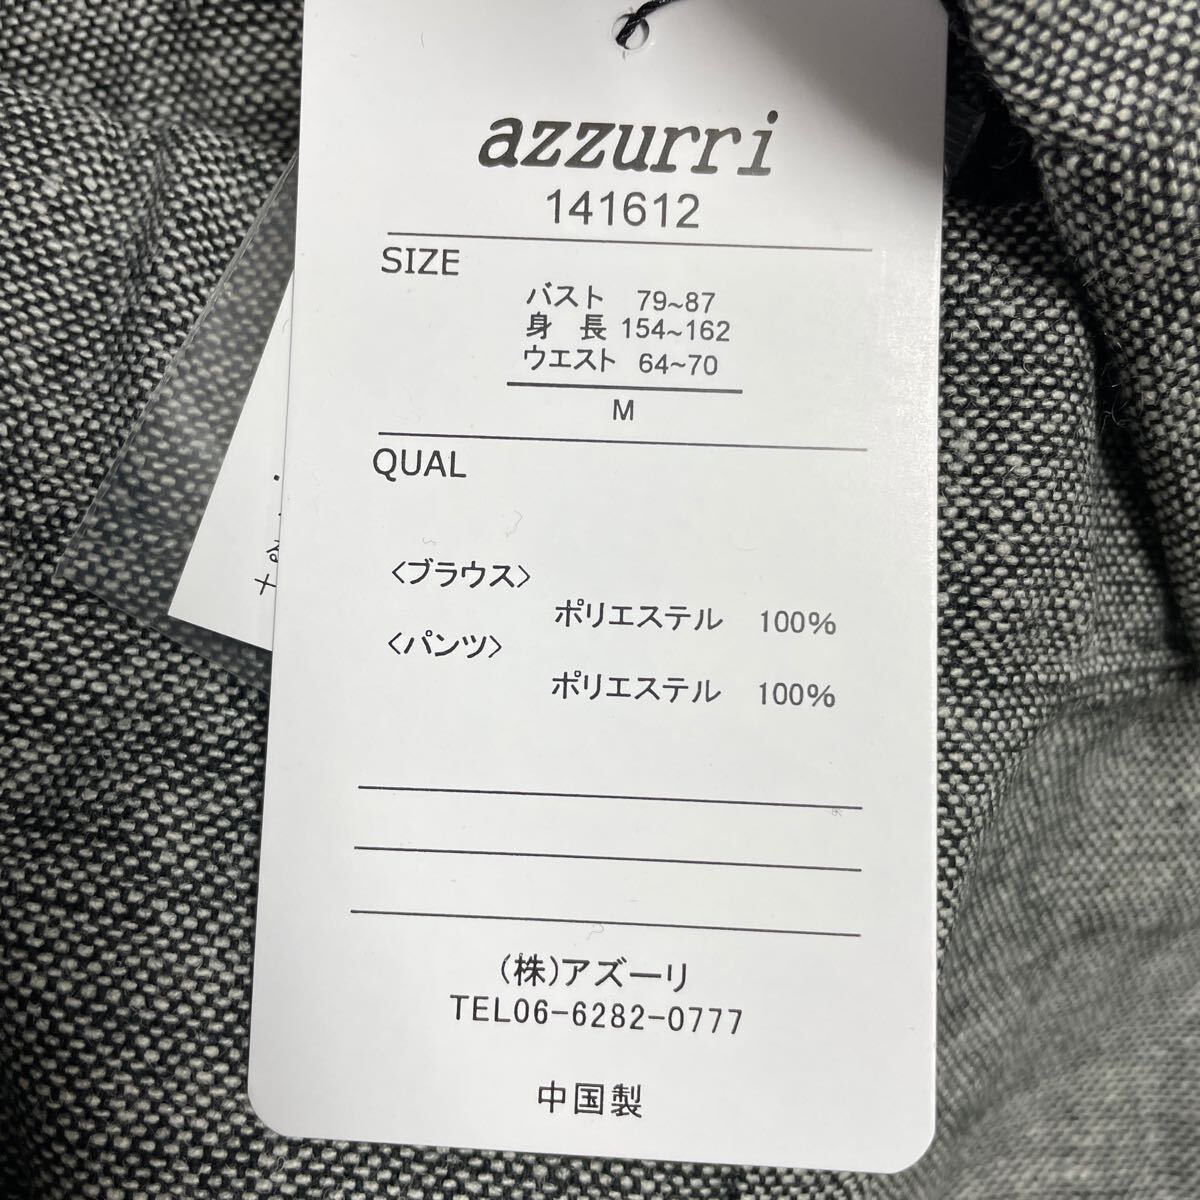 azzurri
141612
SIZE
バスト 79~87
身 長 154~162
ウエスト 64~70
M
QUAL
<ブラウス>
ポリエステル 100%
<パンツ>
ポリエステル 100%
(株)アズーリ
TEL06-6282-0777
中国製